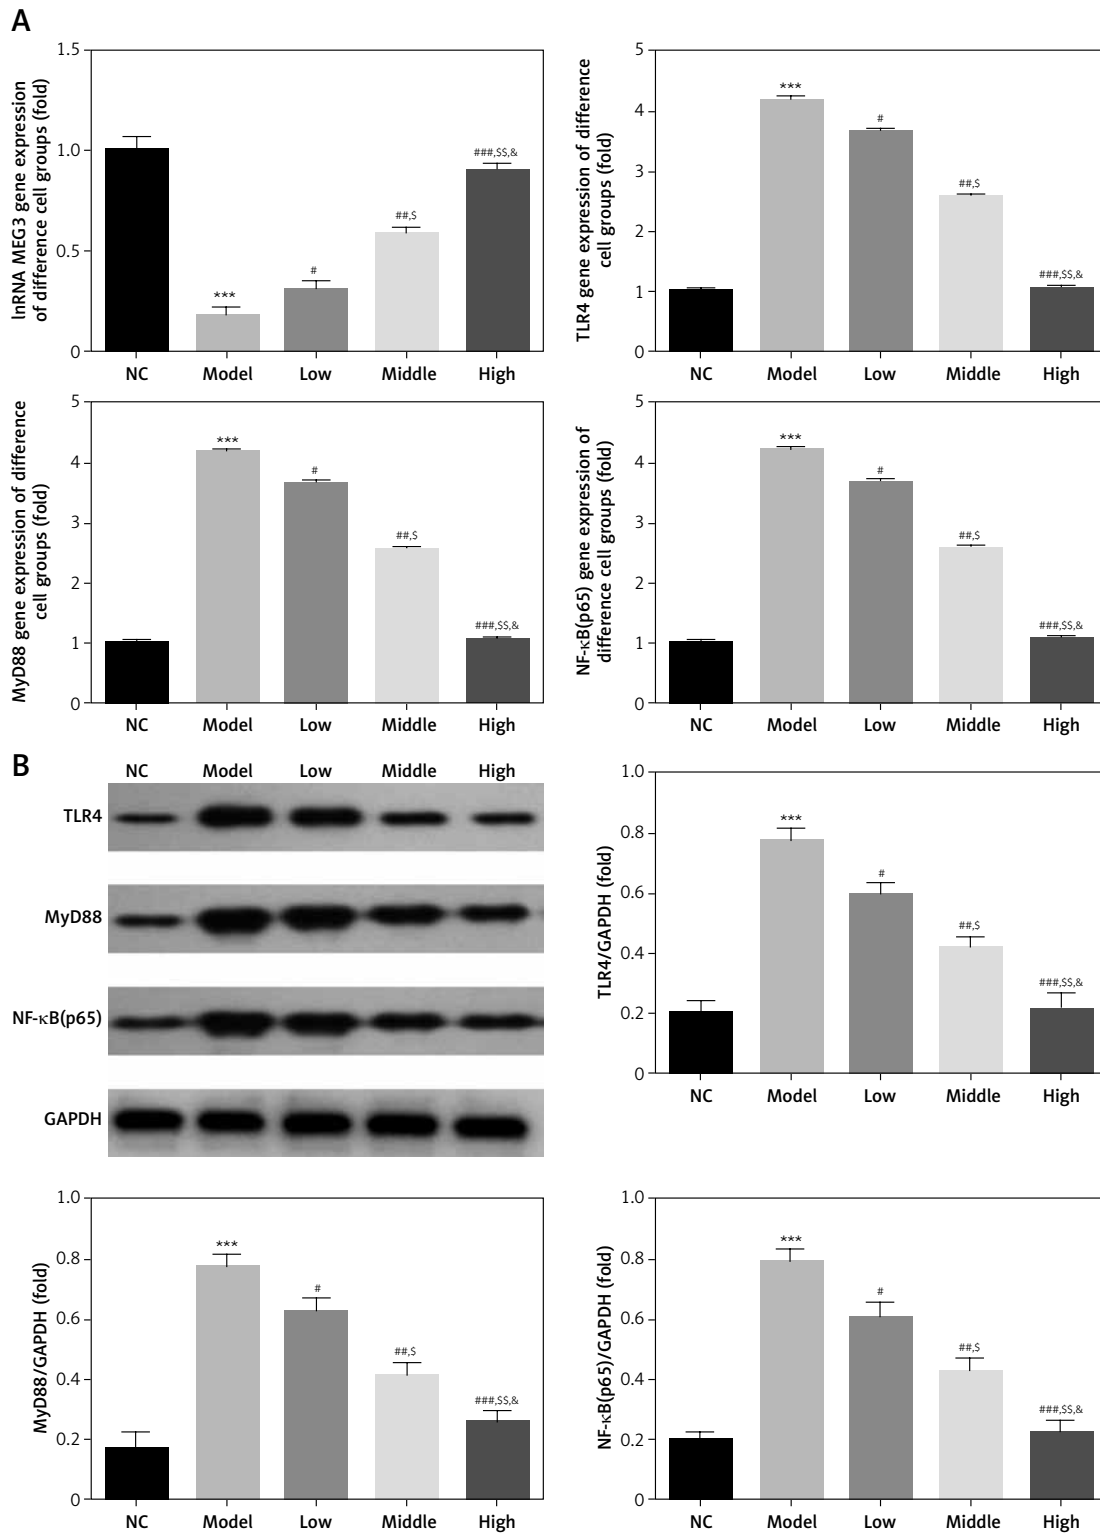 A
lnRNA MEG3 gene expression
of difference cell groups (fold)
1.5
1.0
0.5
0
***
#
##,$
###,$$,&
NC Model Low Middle High
TLR4 gene expression of difference
cell groups (fold)
5
4
3
2
1
0
***
#
##,$
###,$$,&
NC Model Low Middle High
MyD88 gene expression of difference
cell groups (fold)
5
4
3
2
1
0
***
#
##,$
###,$$,&
NC Model Low Middle High
NF-κB(p65) gene expression of
difference cell groups (fold)
5
4
3
2
1
0
***
#
##,$
###,$$,&
NC Model Low Middle High
B
NC Model Low Middle High
TLR4
MyD88
NF-κB(p65)
GAPDH
TLR4/GAPDH (fold)
1.0
0.8
0.6
0.4
0.2
0
***
#
##,$
###,$$,&
NC Model Low Middle High
MyD88/GAPDH (fold)
1.0
0.8
0.6
0.4
0.2
0
***
#
##,$
###,$$,&
NC Model Low Middle High
NF-κB(p65)/GAPDH (fold)
1.0
0.8
0.6
0.4
0.2
0
***
#
##,$
###,$$,&
NC Model Low Middle High